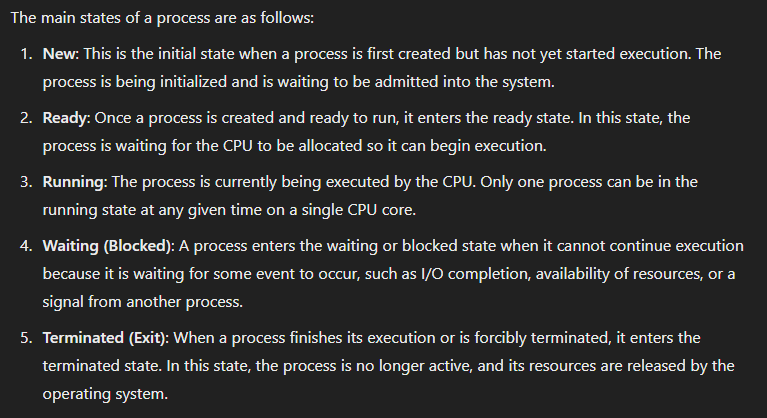 The main states of a process are as follows:
1. New: This is the initial state when a process is first created but has not yet started execution. The
process is being initialized and is waiting to be admitted into the system.
2. Ready: Once a process is created and ready to run, it enters the ready state. In this state, the
process is waiting for the CPU to be allocated so it can begin execution.
3. Running: The process is currently being executed by the CPU. Only one process can be in the
running state at any given time on a single CPU core.
4. Waiting (Blocked): A process enters the waiting or blocked state when it cannot continue execution
because it is waiting for some event to occur, such as I/O completion, availability of resources, or a
signal from another process.
5. Terminated (Exit): When a process finishes its execution or is forcibly terminated, it enters the
terminated state. In this state, the process is no longer active, and its resources are released by the
operating system.